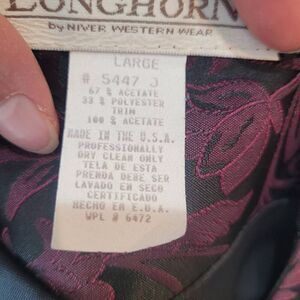 LONGHORN
by NIVER WESTERN WEAR
LARGE
# 5447 J
67 % ACETATE
33 % POLYESTER
TRIM
100 % ACETATE
MADE IN THE U.S.A.
PROFESSIONALLY
DRY CLEAN ONLY
TELA DE ESTA
PRENDA DEBE SER
LAVADO EN SECO
CERTIFICADO
HECHO EN E.U.A.
WPL # 6472